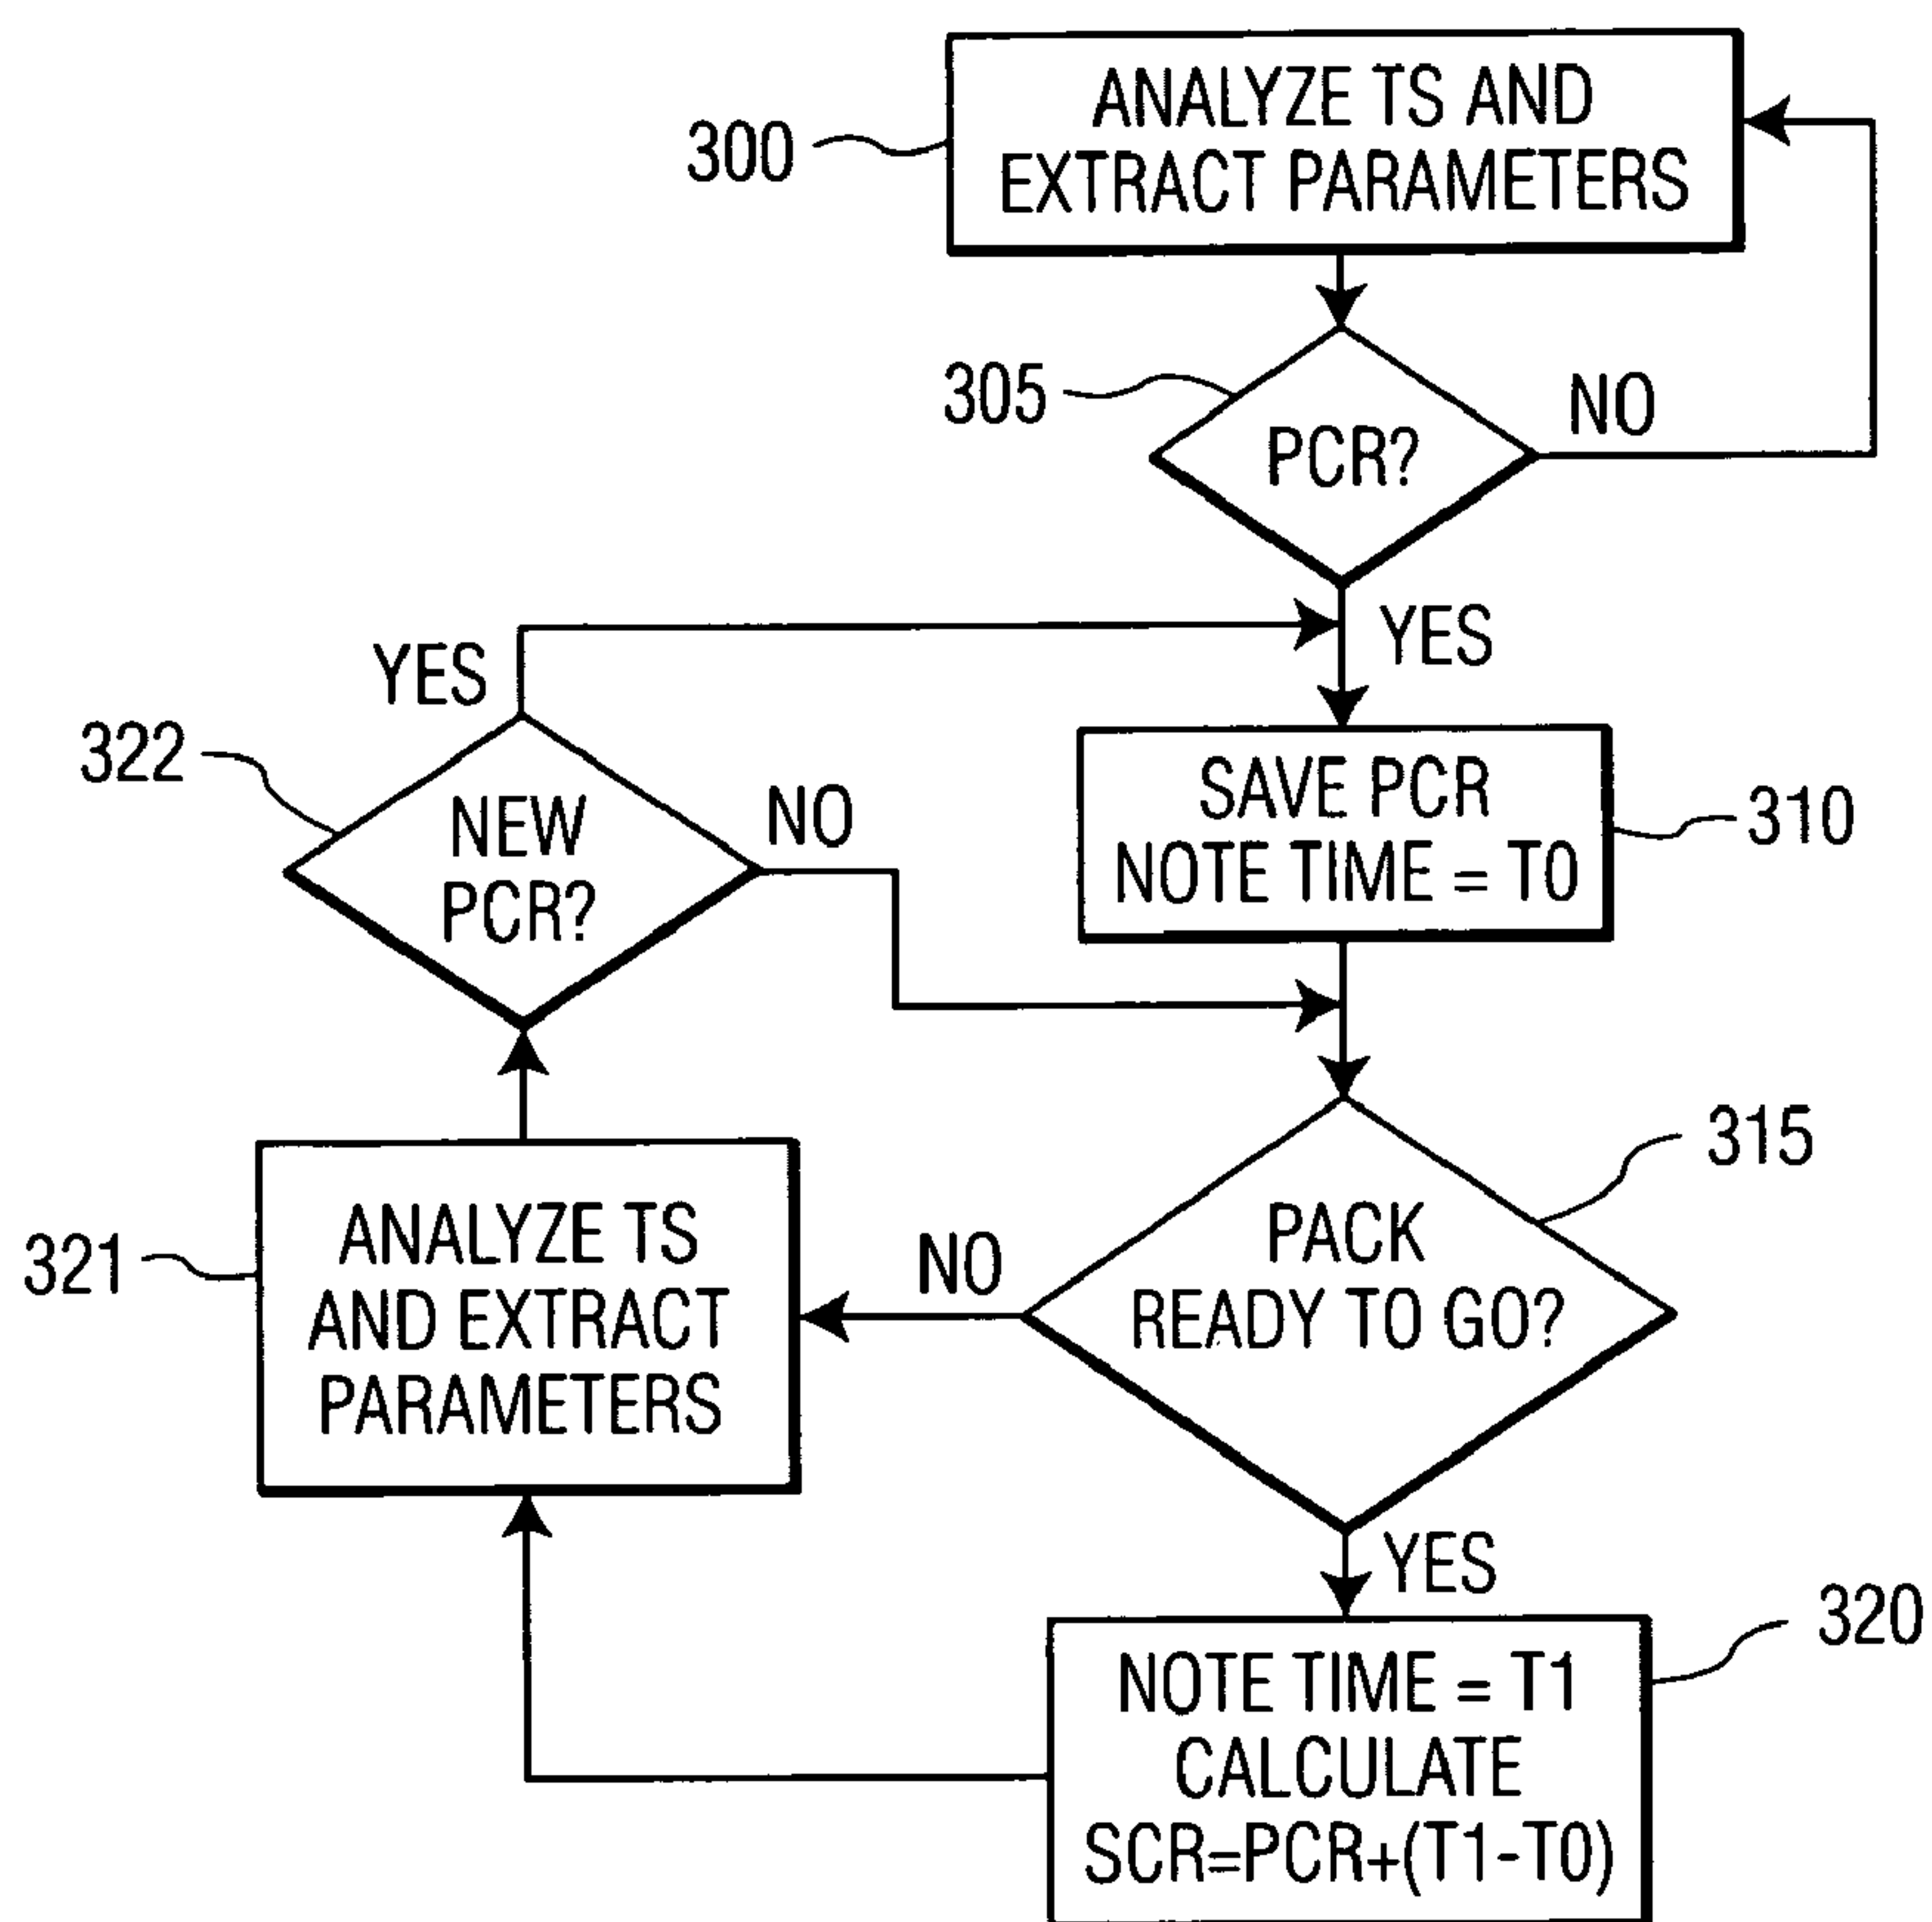 ANALYZE TS AND
EXTRACT PARAMETERS
300
305
PCR?
NO
YES
YES
322
NEW
PCR?
NO
SAVE PCR
NOTE TIME = T0
310
315
PACK
READY TO GO?
NO
321
ANALYZE TS
AND EXTRACT
PARAMETERS
YES
320
NOTE TIME = T1
CALCULATE
SCR=PCR+(T1-T0)